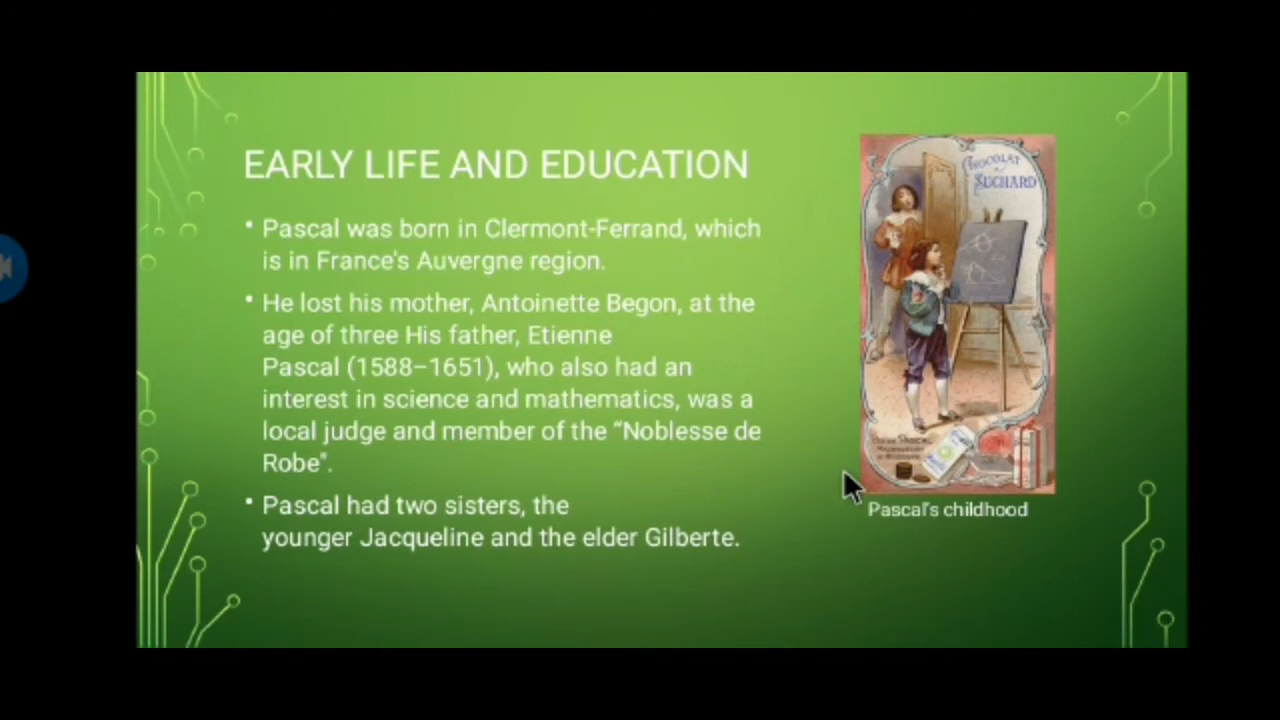 EARLY LIFE AND EDUCATION
• Pascal was born in Clermont-Ferrand, which
is in France's Auvergne region.
• He lost his mother, Antoinette Begon, at the
age of three His father, Etienne
Pascal (1588–1651), who also had an
interest in science and mathematics, was a
local judge and member of the “Noblesse de
Robe”.
• Pascal had two sisters, the
younger Jacqueline and the elder Gilberte.
CHOCOLAT
SUCHARD
PASCAL
Pascal's childhood